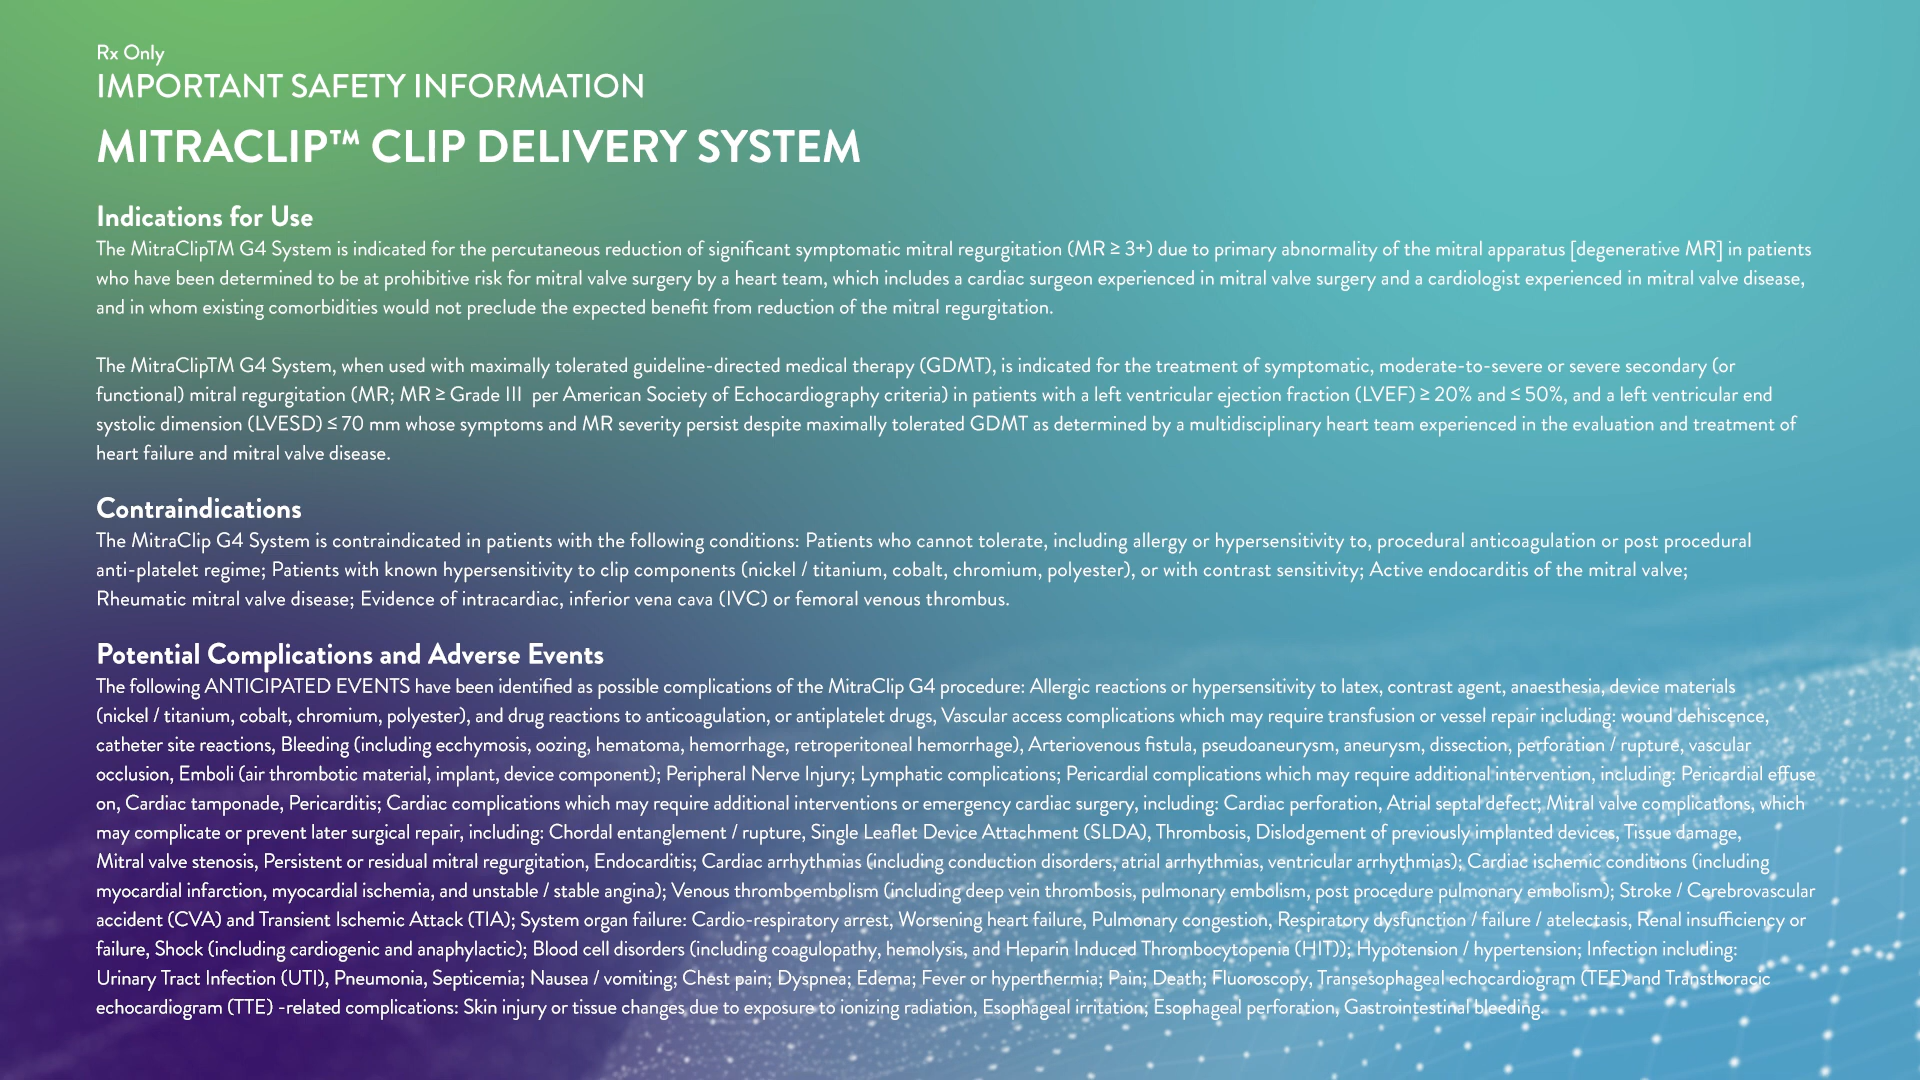 Rx Only
IMPORTANT SAFETY INFORMATION
MITRACLIP™ CLIP DELIVERY SYSTEM
Indications for Use
The MitraClipTM G4 System is indicated for the percutaneous reduction of significant symptomatic mitral regurgitation (MR ≥ 3+) due to primary abnormality of the mitral apparatus [degenerative MR] in patients
who have been determined to be at prohibitive risk for mitral valve surgery by a heart team, which includes a cardiac surgeon experienced in mitral valve surgery and a cardiologist experienced in mitral valve disease,
and in whom existing comorbidities would not preclude the expected benefit from reduction of the mitral regurgitation.
The MitraClipTM G4 System, when used with maximally tolerated guideline-directed medical therapy (GDMT), is indicated for the treatment of symptomatic, moderate-to-severe or severe secondary (or
functional) mitral regurgitation (MR; MR ≥ Grade III  per American Society of Echocardiography criteria) in patients with a left ventricular ejection fraction (LVEF) ≥ 20% and ≤ 50%, and a left ventricular end
systolic dimension (LVESD) ≤ 70 mm whose symptoms and MR severity persist despite maximally tolerated GDMT as determined by a multidisciplinary heart team experienced in the evaluation and treatment of
heart failure and mitral valve disease.
Contraindications
The MitraClip G4 System is contraindicated in patients with the following conditions: Patients who cannot tolerate, including allergy or hypersensitivity to, procedural anticoagulation or post procedural
anti-platelet regime; Patients with known hypersensitivity to clip components (nickel / titanium, cobalt, chromium, polyester), or with contrast sensitivity; Active endocarditis of the mitral valve;
Rheumatic mitral valve disease; Evidence of intracardiac, inferior vena cava (IVC) or femoral venous thrombus.
Potential Complications and Adverse Events
The following ANTICIPATED EVENTS have been identified as possible complications of the MitraClip G4 procedure: Allergic reactions or hypersensitivity to latex, contrast agent, anaesthesia, device materials
(nickel / titanium, cobalt, chromium, polyester), and drug reactions to anticoagulation, or antiplatelet drugs, Vascular access complications which may require transfusion or vessel repair including: wound dehiscence,
catheter site reactions, Bleeding (including ecchymosis, oozing, hematoma, hemorrhage, retroperitoneal hemorrhage), Arteriovenous fistula, pseudoaneurysm, aneurysm, dissection, perforation / rupture, vascular
occlusion, Emboli (air thrombotic material, implant, device component); Peripheral Nerve Injury; Lymphatic complications; Pericardial complications which may require additional intervention, including: Pericardial effuse
on, Cardiac tamponade, Pericarditis; Cardiac complications which may require additional interventions or emergency cardiac surgery, including: Cardiac perforation, Atrial septal defect; Mitral valve complications, which
may complicate or prevent later surgical repair, including: Chordal entanglement / rupture, Single Leaflet Device Attachment (SLDA), Thrombosis, Dislodgement of previously implanted devices, Tissue damage,
Mitral valve stenosis, Persistent or residual mitral regurgitation, Endocarditis; Cardiac arrhythmias (including conduction disorders, atrial arrhythmias, ventricular arrhythmias); Cardiac ischemic conditions (including
myocardial infarction, myocardial ischemia, and unstable / stable angina); Venous thromboembolism (including deep vein thrombosis, pulmonary embolism, post procedure pulmonary embolism); Stroke / Cerebrovascular
accident (CVA) and Transient Ischemic Attack (TIA); System organ failure: Cardio-respiratory arrest, Worsening heart failure, Pulmonary congestion, Respiratory dysfunction / failure / atelectasis, Renal insufficiency or
failure, Shock (including cardiogenic and anaphylactic); Blood cell disorders (including coagulopathy, hemolysis, and Heparin Induced Thrombocytopenia (HIT)); Hypotension / hypertension; Infection including:
Urinary Tract Infection (UTI), Pneumonia, Septicemia; Nausea / vomiting; Chest pain; Dyspnea; Edema; Fever or hyperthermia; Pain; Death; Fluoroscopy, Transesophageal echocardiogram (TEE) and Transthoracic
echocardiogram (TTE) -related complications: Skin injury or tissue changes due to exposure to ionizing radiation, Esophageal irritation; Esophageal perforation, Gastrointestinal bleeding.